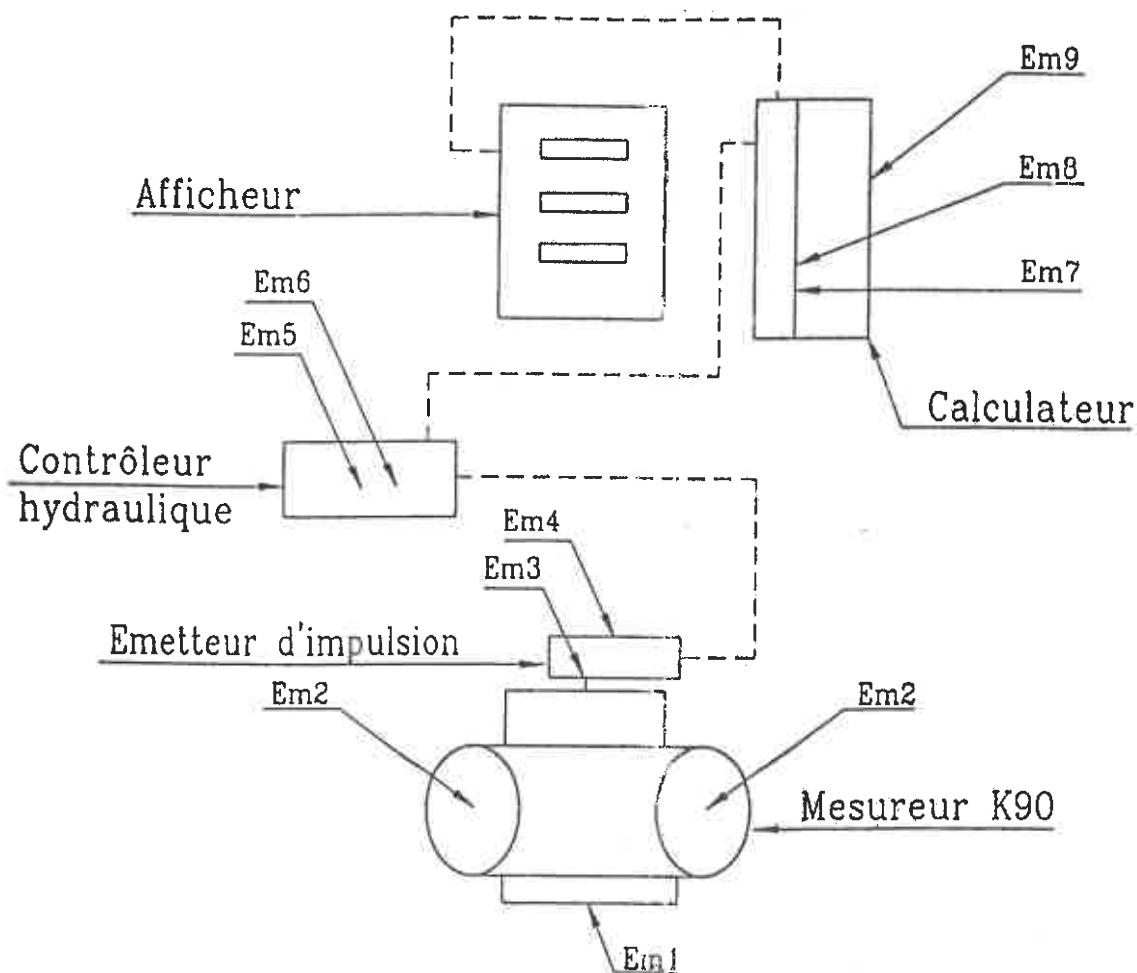 Em9
Em8
Afficheur
Em7
Em6
Em5
Calculateur
Contrôleur
hydraulique
Em4
Em3
Emetteur d'impulsion
Em2
Em2
Mesureur K90
Em1